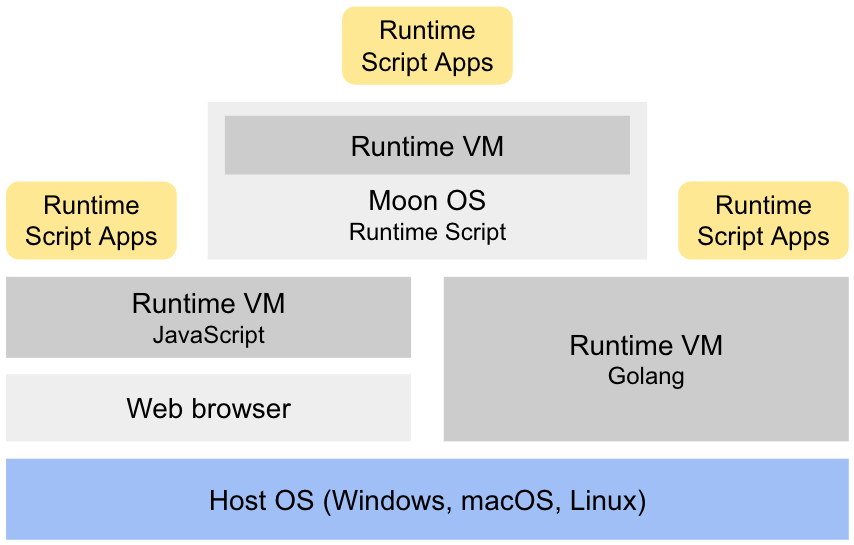 Runtime
Script Apps
Runtime VM
Moon OS
Runtime Script
Runtime
Script Apps
Runtime
Script Apps
Runtime VM
JavaScript
Runtime VM
Golang
Web browser
Host OS (Windows, macOS, Linux)